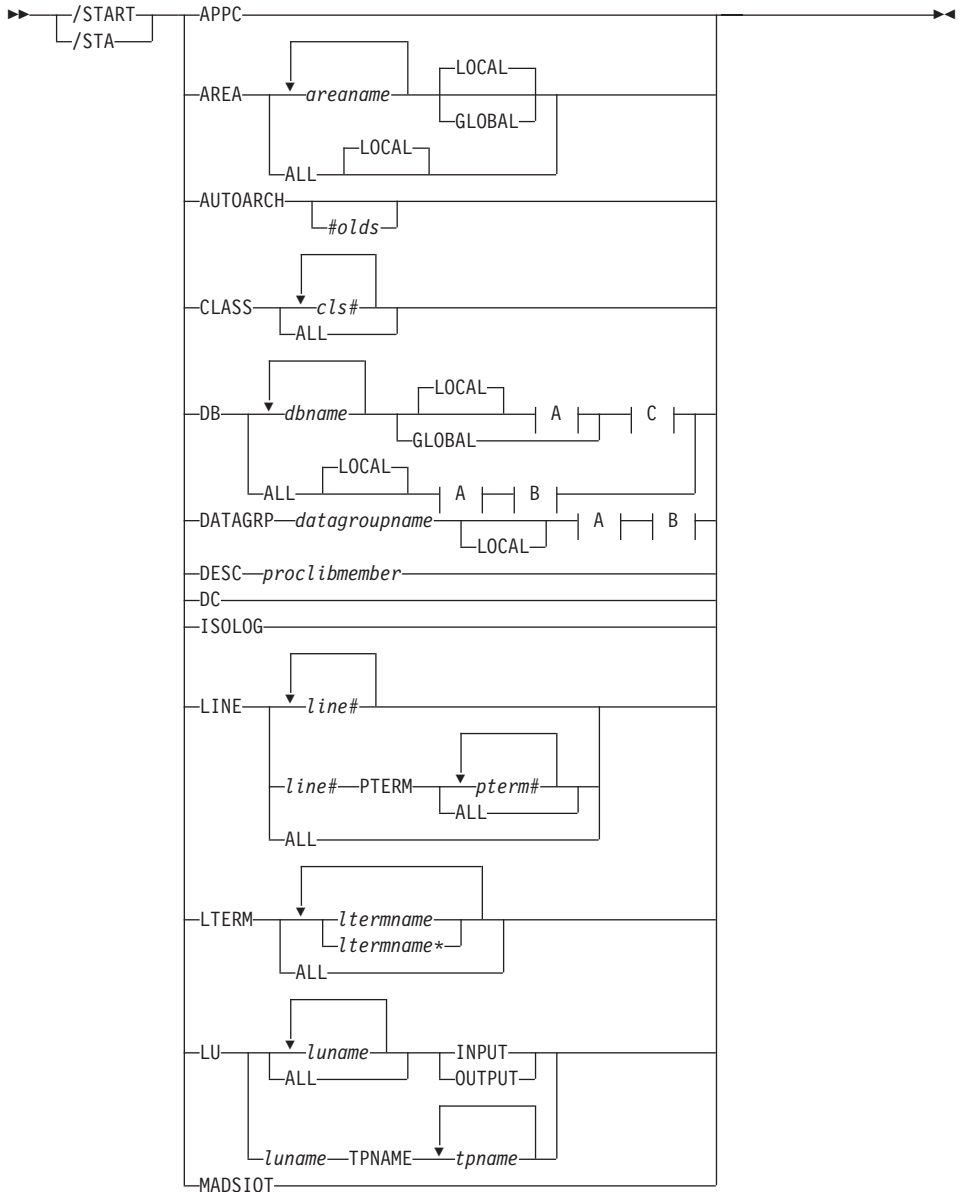 /START APPC
/STA
LOCAL
AREA areaname
GLOBAL
LOCAL
ALL
AUTOARCH
#olds
CLASS cls#
ALL
LOCAL
DB dbname A C
GLOBAL
LOCAL
ALL A B
DATAGRP datagroupname A B
LOCAL
DESC proclibmember
DC
ISOLOG
LINE line#
line# PTERM pterm#
ALL
ALL
LTERM ltermname
ltermname*
ALL
LU luname INPUT
ALL OUTPUT
luname TPNAME tpname
MADSIOT